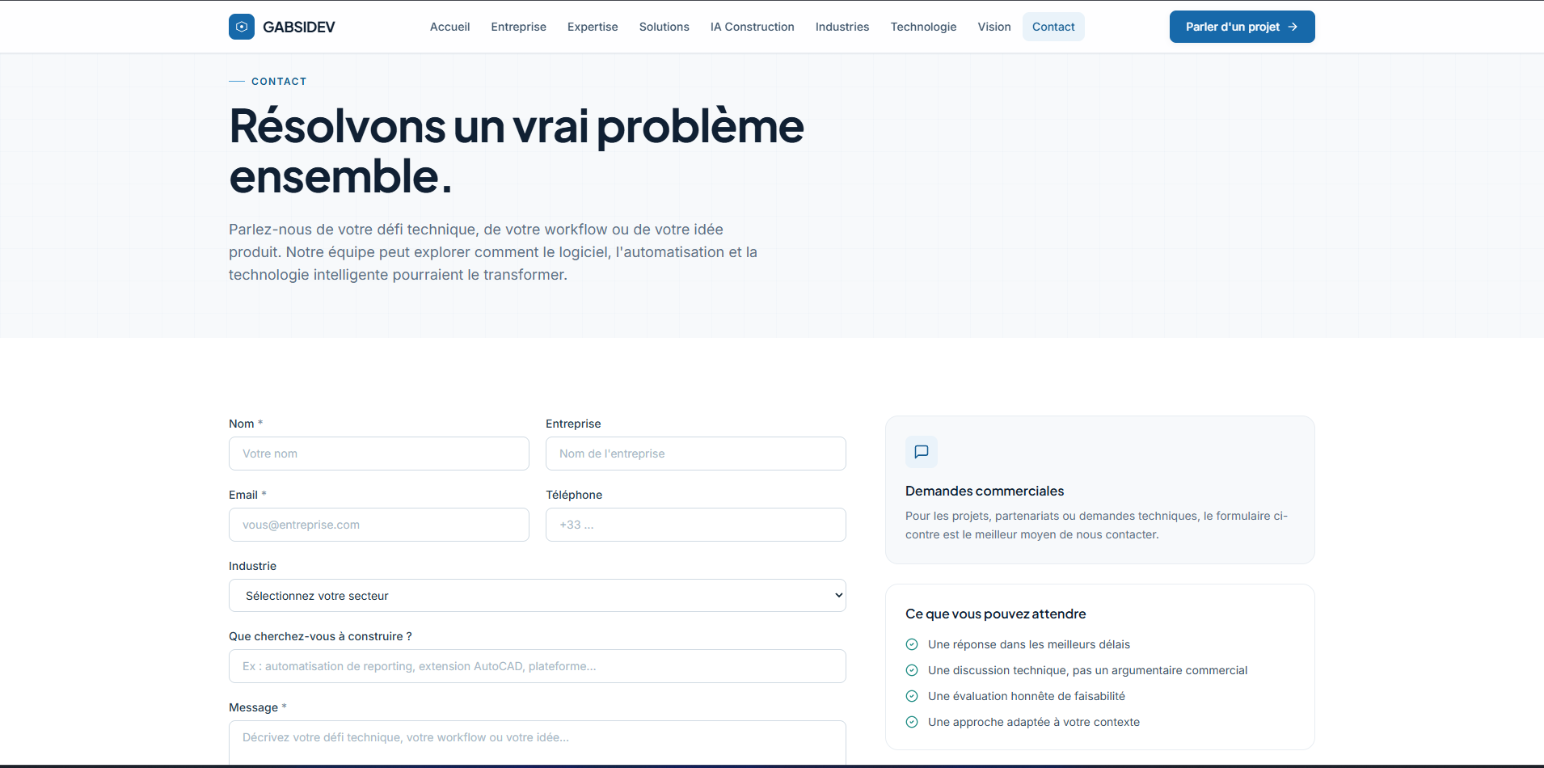 GABSIDEV
Accueil
Entreprise
Expertise
Solutions
IA Construction
Industries
Technologie
Vision
Contact
Parler d'un projet →
CONTACT
Résolvons un vrai problème
ensemble.
Parlez-nous de votre défi technique, de votre workflow ou de votre idée
produit. Notre équipe peut explorer comment le logiciel, l'automatisation et la
technologie intelligente pourraient le transformer.
Nom *
Votre nom
Entreprise
Nom de l'entreprise
Email *
vous@entreprise.com
Téléphone
+33 ...
Industrie
Sélectionnez votre secteur
Que cherchez-vous à construire ?
Ex : automatisation de reporting, extension AutoCAD, plateforme...
Message *
Décrivez votre défi technique, votre workflow ou votre idée...
Demandes commerciales
Pour les projets, partenariats ou demandes techniques, le formulaire ci-
contre est le meilleur moyen de nous contacter.
Ce que vous pouvez attendre
Une réponse dans les meilleurs délais
Une discussion technique, pas un argumentaire commercial
Une évaluation honnête de faisabilité
Une approche adaptée à votre contexte